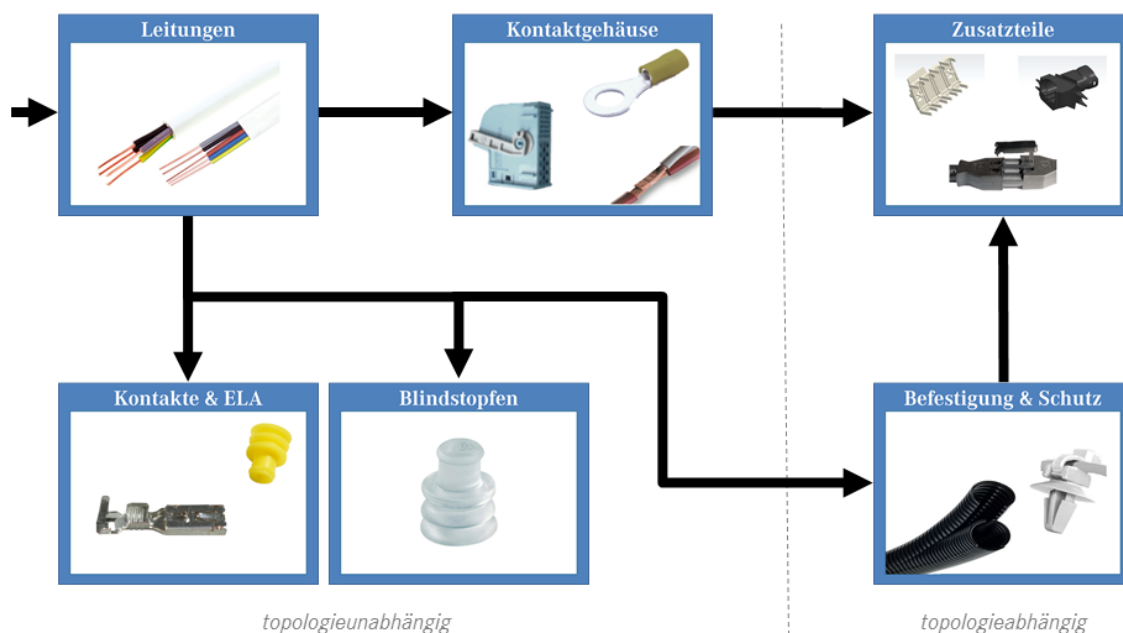 Leitungen
Kontaktgehäuse
Zusatzteile
Kontakte & ELA
Blindstopfen
Befestigung & Schutz
topologieunabhängig
topologieabhängig